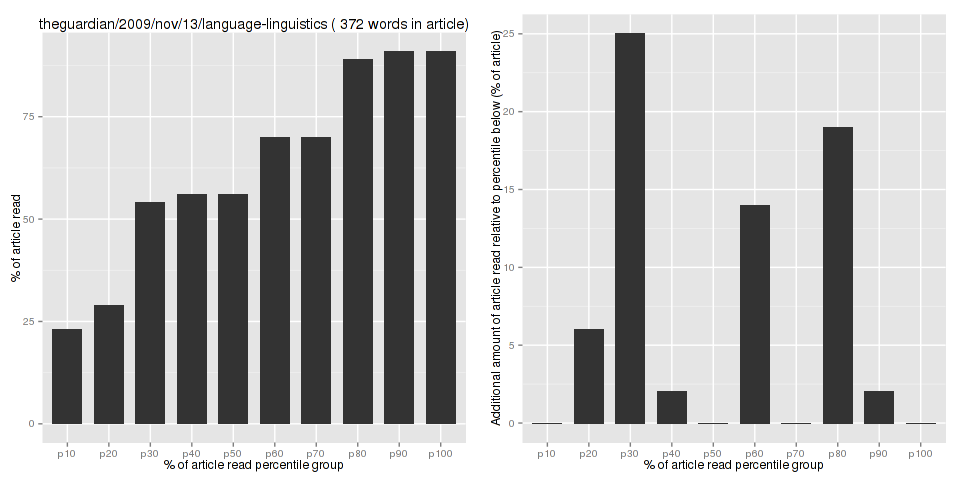 theguardian/2009/nov/13/language-linguistics ( 372 words in article)
% of article read
75
50
25
0
p10 p20 p30 p40 p50 p60 p70 p80 p90 p100
% of article read percentile group
Additional amount of article read relative to percentile below (% of article)
25
20
15
10
5
0
p10 p20 p30 p40 p50 p60 p70 p80 p90 p100
% of article read percentile group